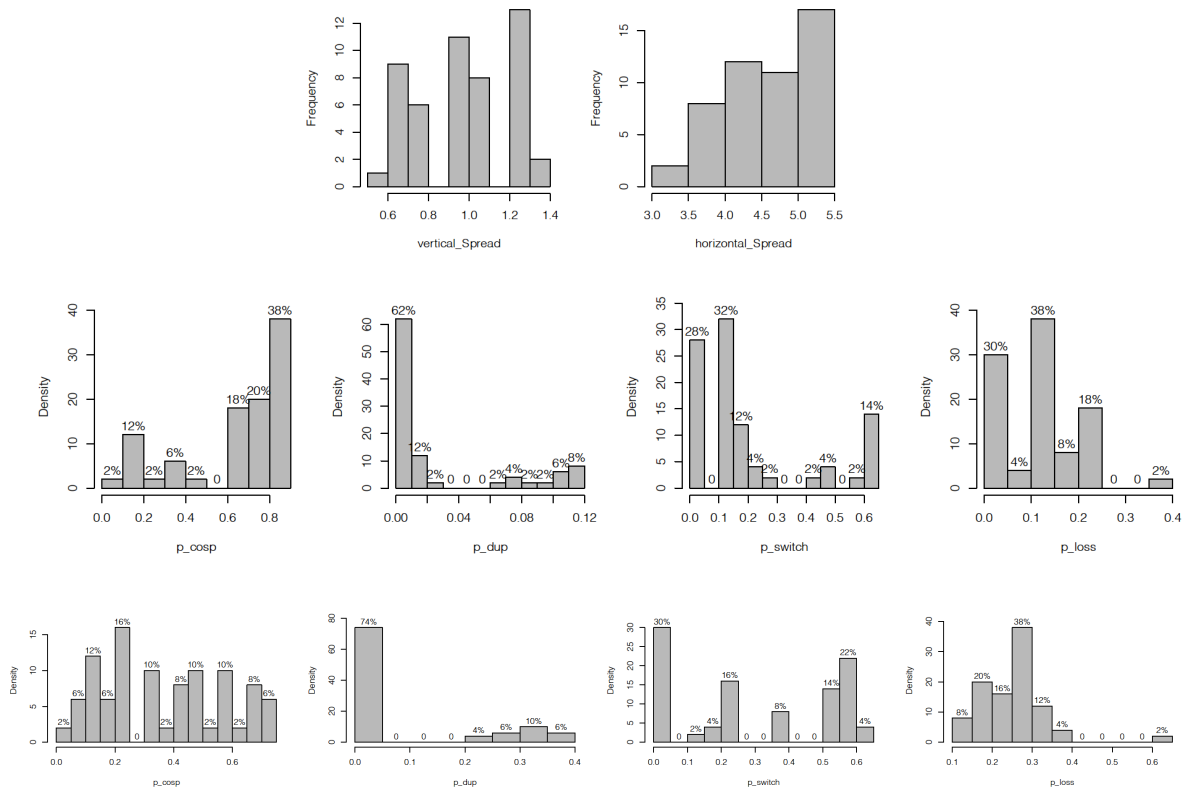 0 2 4 6 8 10 12
Frequency
0.6 0.8 1.0 1.2 1.4
vertical_Spread
0 5 10 15
Frequency
3.0 3.5 4.0 4.5 5.0 5.5
horizontal_Spread
0 10 20 30 40
Density
2% 12% 2% 6% 2% 0 18% 20% 38%
0.0 0.2 0.4 0.6 0.8
p_cosp
0 10 20 30 40 50 60
Density
62% 12% 2% 0 0 0 2% 4% 2% 2% 6% 8%
0.00 0.04 0.08 0.12
p_dup
0 5 10 15 20 25 30 35
Density
28% 0 32% 12% 4% 2% 0 0 2% 4% 0 2% 14%
0.0 0.1 0.2 0.3 0.4 0.5 0.6
p_switch
0 10 20 30 40
Density
30% 4% 38% 8% 18% 0 0 2%
0.0 0.1 0.2 0.3 0.4
p_loss
0 5 10 15
Density
2% 6% 12% 6% 16% 0 10% 2% 8% 10% 2% 10% 2% 8% 6%
0.0 0.2 0.4 0.6
p_cosp
0 20 40 60 80
Density
74% 0 0 0 4% 6% 10% 6%
0.0 0.1 0.2 0.3 0.4
p_dup
0 5 10 15 20 25 30
Density
30% 0 2% 4% 16% 0 0 8% 0 0 14% 22% 4%
0.0 0.1 0.2 0.3 0.4 0.5 0.6
p_switch
0 10 20 30 40
Density
8% 20% 16% 38% 12% 4% 0 0 0 0 2%
0.1 0.2 0.3 0.4 0.5 0.6
p_loss